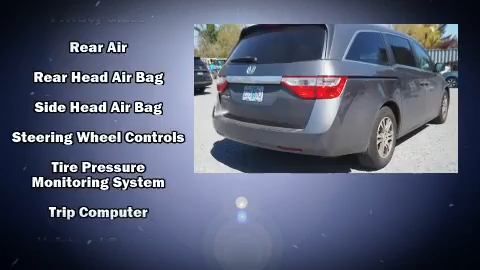 Rear Air
Rear Head Air Bag
Side Head Air Bag
Steering Wheel Controls
Tire Pressure
Monitoring System
Trip Computer